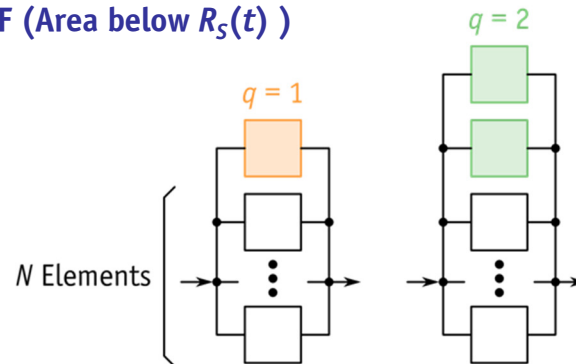 F (Area below R_S(t) )
q = 2
q = 1
N Elements